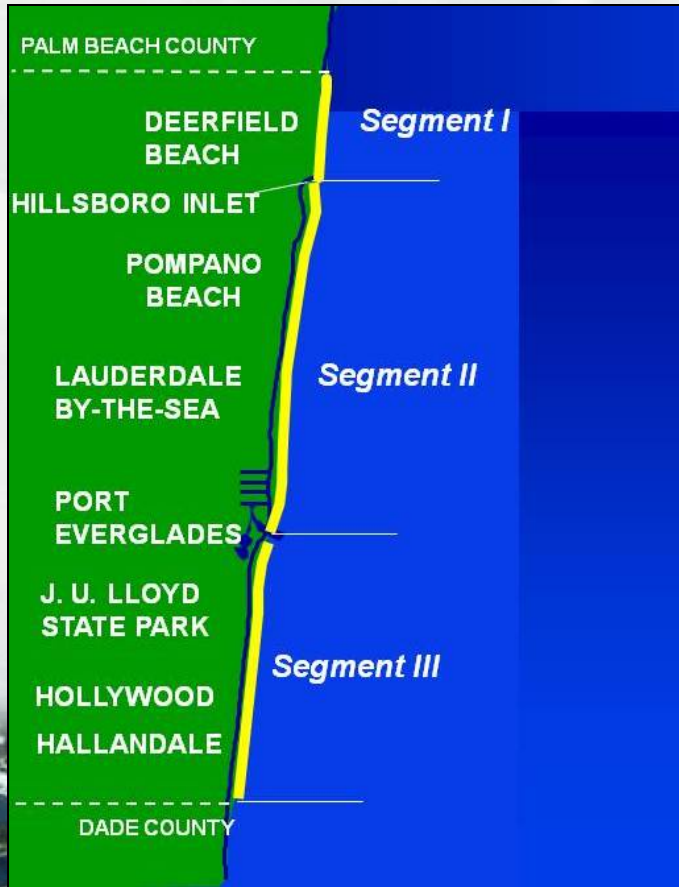 PALM BEACH COUNTY
DEERFIELD
BEACH
Segment I
HILLSBORO INLET
POMPANO
BEACH
LAUDERDALE
BY-THE-SEA
Segment II
PORT
EVERGLADES
J. U. LLOYD
STATE PARK
Segment III
HOLLYWOOD
HALLANDALE
DADE COUNTY